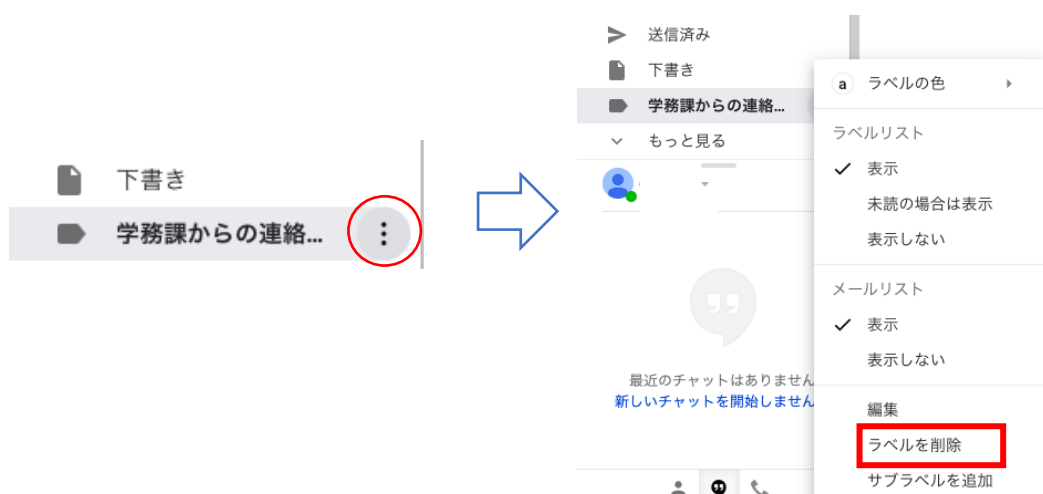 下書き
学務課からの連絡...
送信済み
下書き
学務課からの連絡...
もっと見る
最近のチャットはありません
新しいチャットを開始しません
a ラベルの色
ラベルリスト
表示
未読の場合は表示
表示しない
メールリスト
表示
表示しない
編集
ラベルを削除
サブラベルを追加